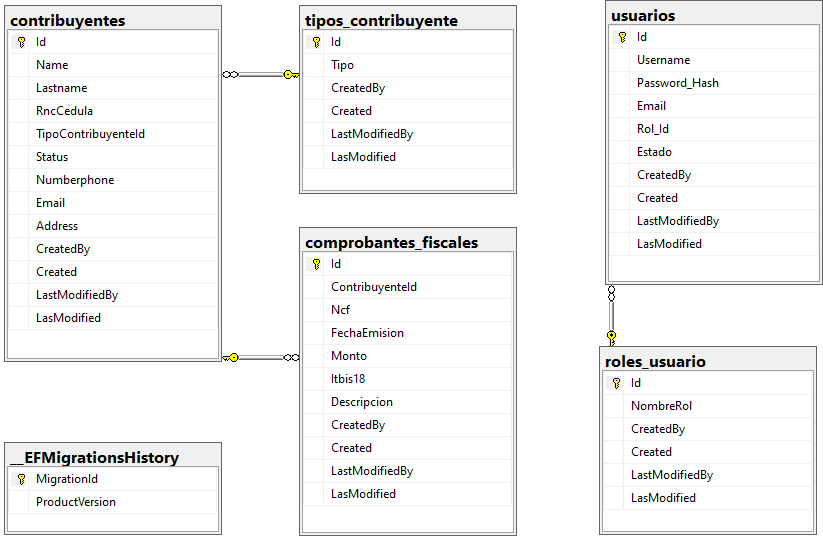 contribuyentes
Id
Name
Lastname
RncCedula
TipoContribuyenteId
Status
Numberphone
Email
Address
CreatedBy
Created
LastModifiedBy
LasModified
tipos_contribuyente
Id
Tipo
CreatedBy
Created
LastModifiedBy
LasModified
usuarios
Id
Username
Password_Hash
Email
Rol_Id
Estado
CreatedBy
Created
LastModifiedBy
LasModified
comprobantes_fiscales
Id
ContribuyenteId
Ncf
FechaEmision
Monto
Itbis18
Descripcion
CreatedBy
Created
LastModifiedBy
LasModified
roles_usuario
Id
NombreRol
CreatedBy
Created
LastModifiedBy
LasModified
__EFMigrationsHistory
MigrationId
ProductVersion